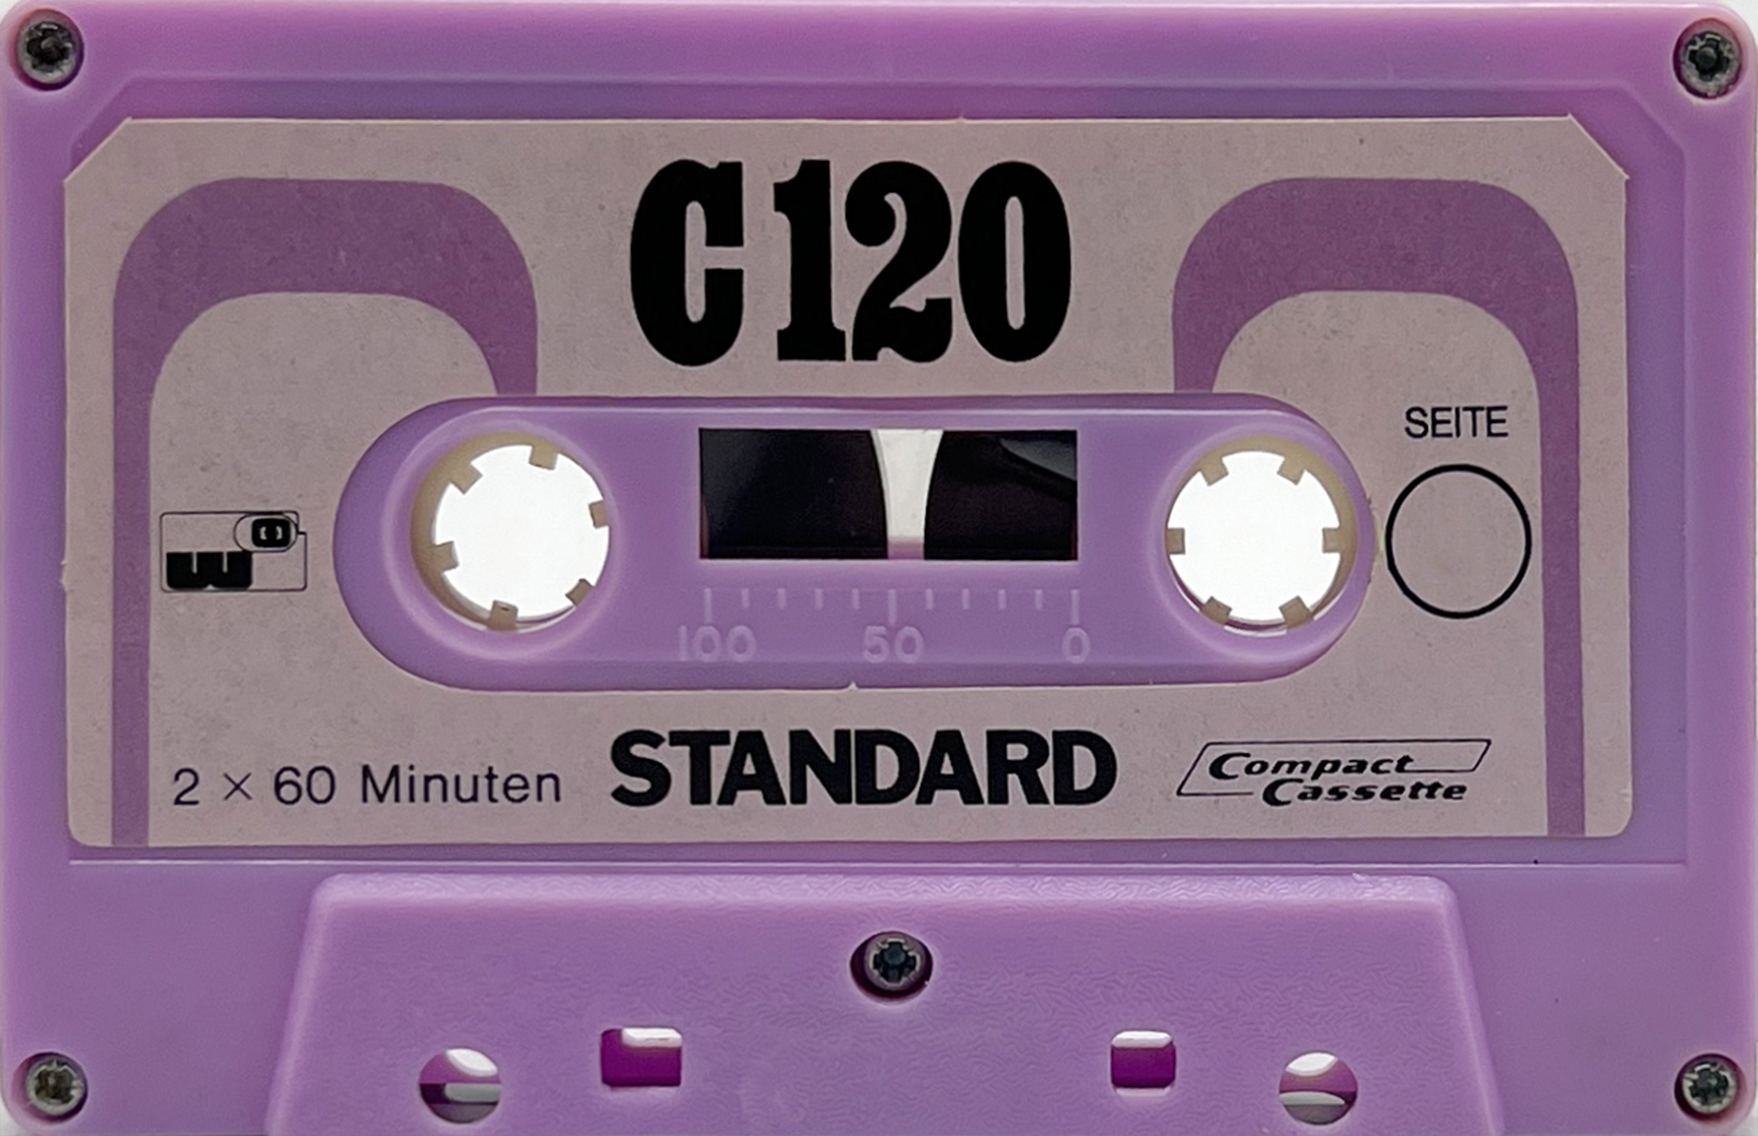 C120
SEITE
100 50 0
2 × 60 Minuten
STANDARD
Compact
Cassette